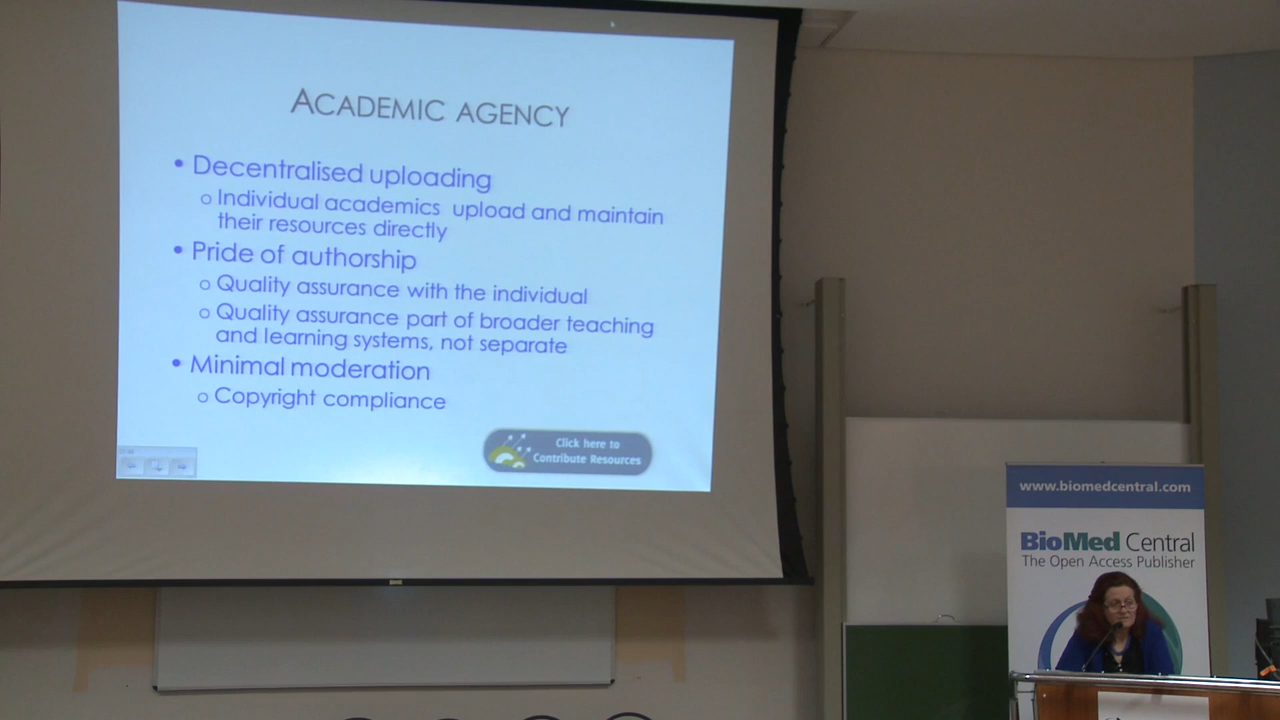 ACADEMIC AGENCY
• Decentralised uploading
o Individual academics upload and maintain
their resources directly
• Pride of authorship
o Quality assurance with the individual
o Quality assurance part of broader teaching
and learning systems, not separate
• Minimal moderation
o Copyright compliance
Click here to
Contribute Resources
www.biomedcentral.com
BioMed Central
The Open Access Publisher